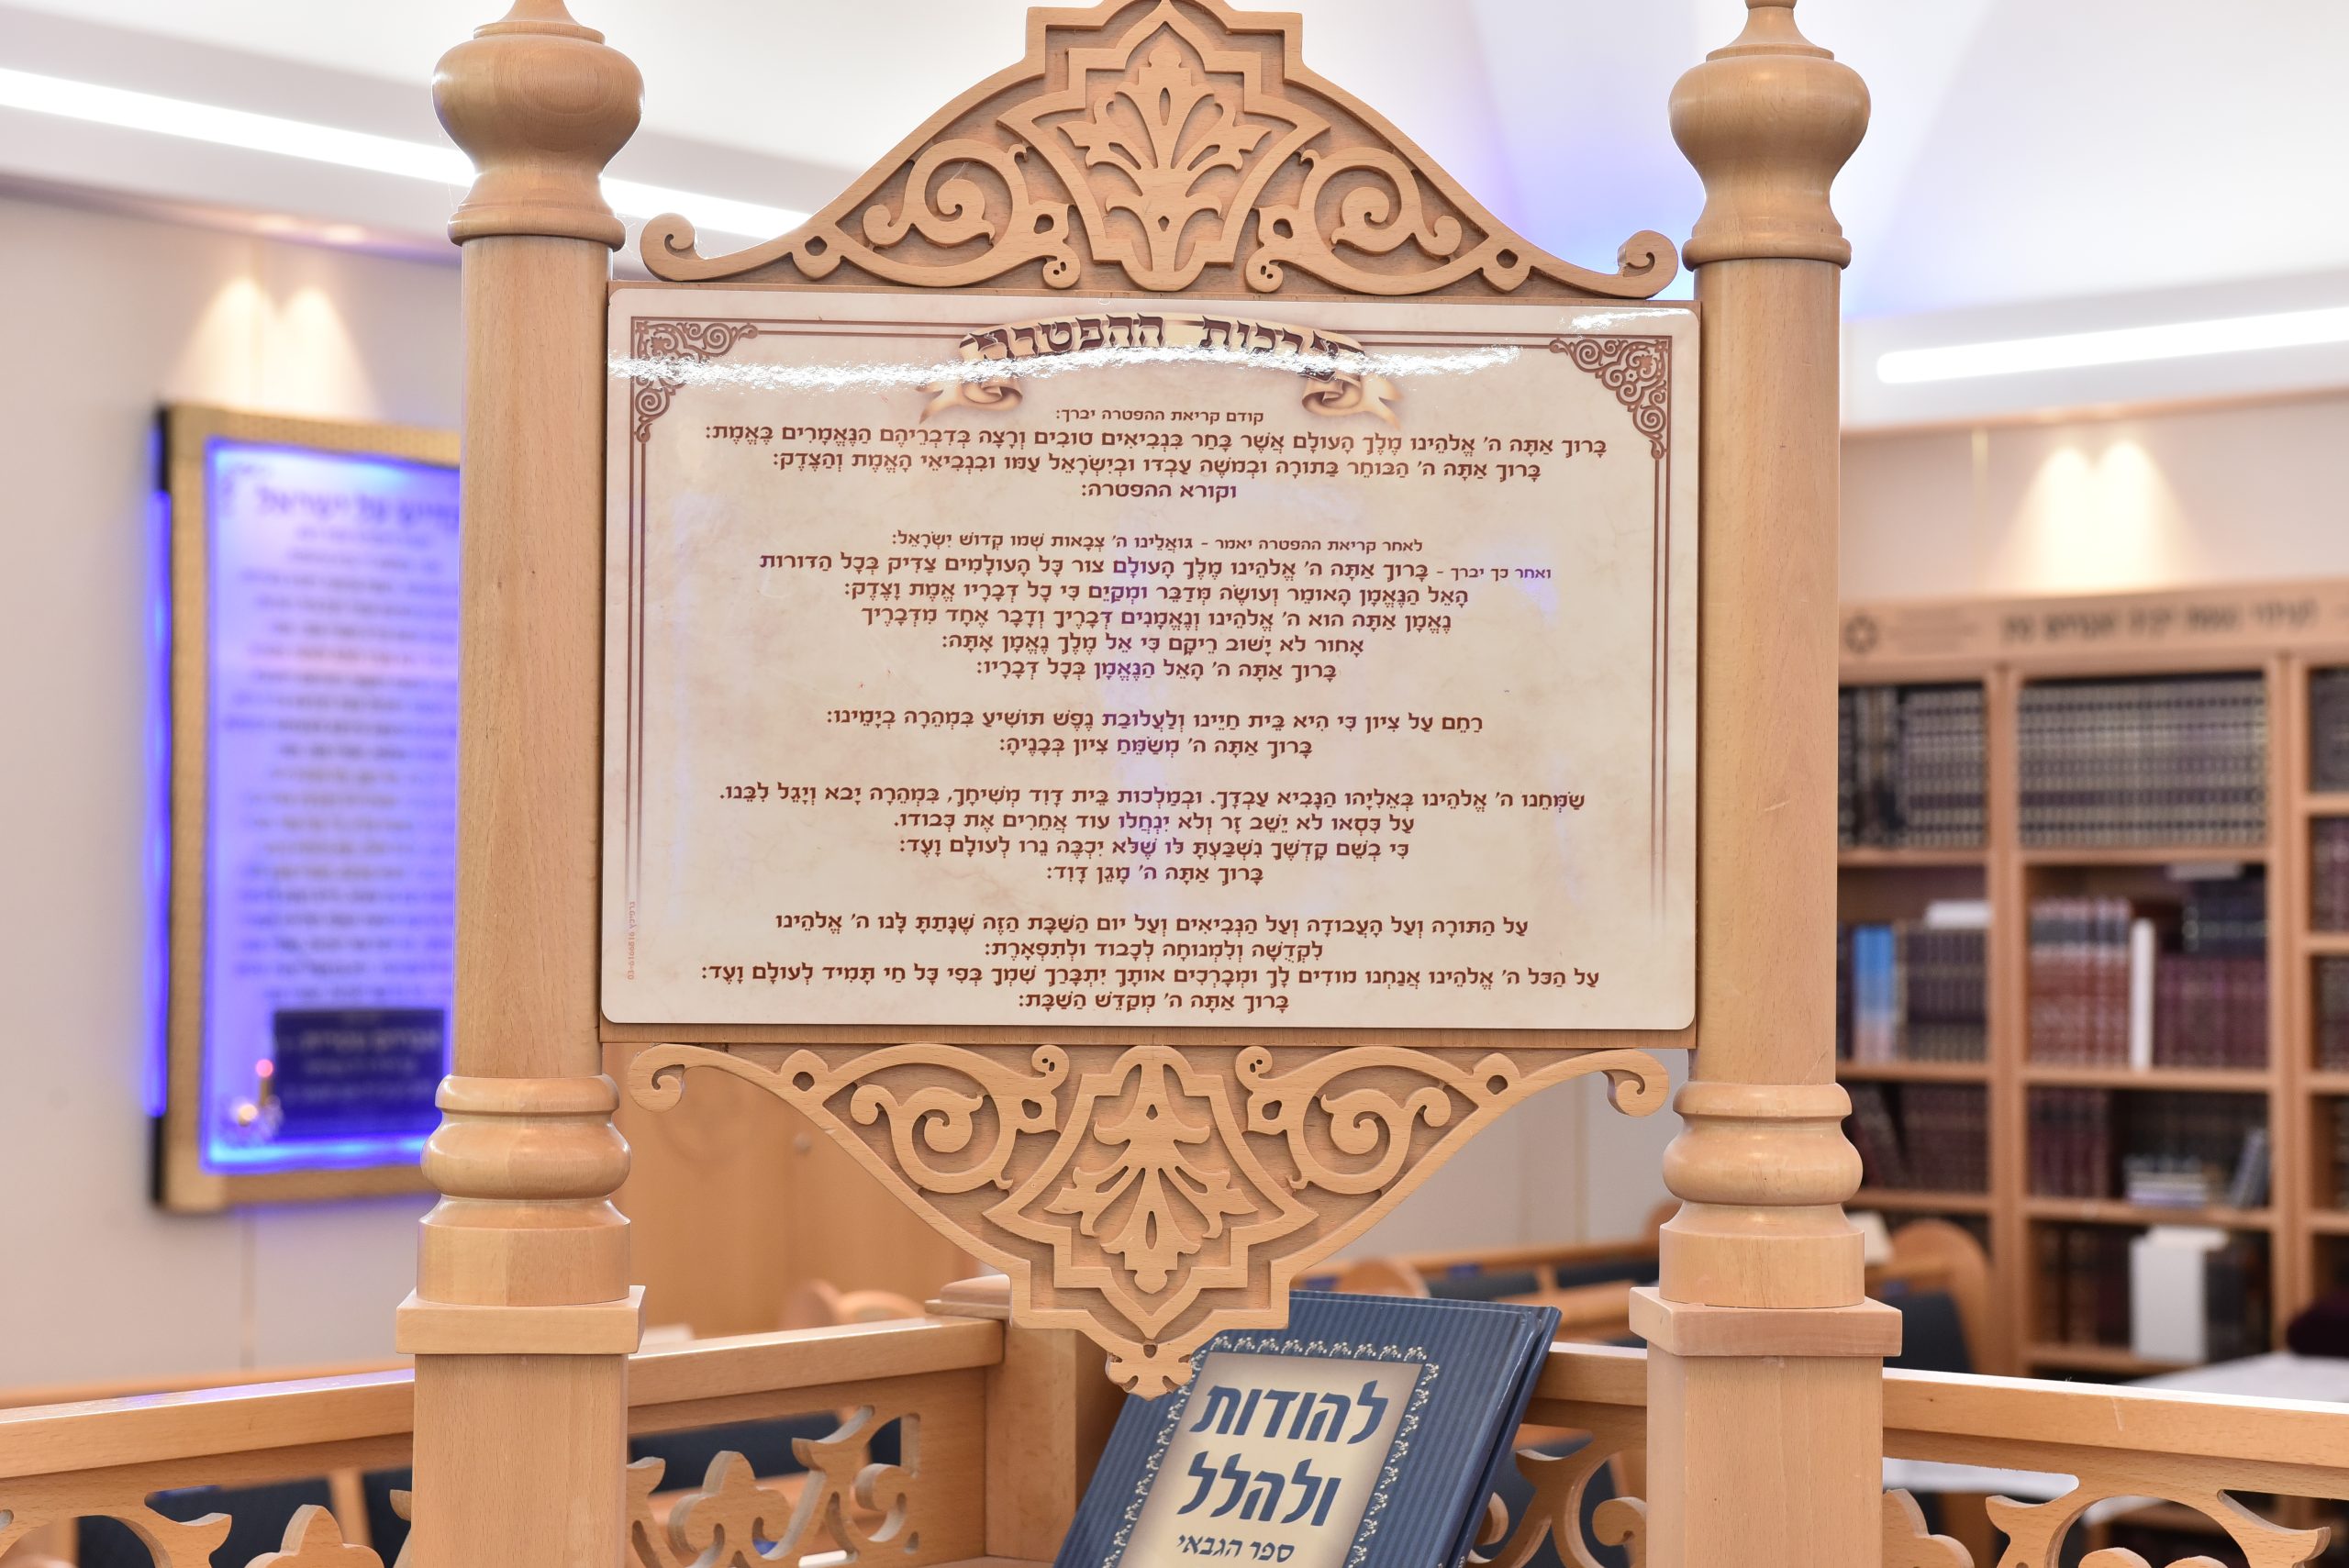 ברכות ההפטרה
קודם קריאת ההפטרה יברך:
בָּרוּךְ אַתָּה ה' אֱלֹהֵינוּ מֶלֶךְ הָעוֹלָם אֲשֶׁר בָּחַר בִּנְבִיאִים טוֹבִים וְרָצָה בְּדִבְרֵיהֶם הַנֶּאֱמָרִים בֶּאֱמֶת:
בָּרוּךְ אַתָּה ה' הַבּוֹחֵר בַּתּוֹרָה וּבְמֹשֶׁה עַבְדּוֹ וּבְיִשְׂרָאֵל עַמּוֹ וּבִנְבִיאֵי הָאֱמֶת וְהַצֶּדֶק:
וקורא ההפטרה:
לאחר קריאת ההפטרה יאמר - גּוֹאֲלֵינוּ ה' צְבָאוֹת שְׁמוֹ קְדוֹשׁ יִשְׂרָאֵל:
ואחר כך יברך - בָּרוּךְ אַתָּה ה' אֱלֹהֵינוּ מֶלֶךְ הָעוֹלָם צוּר כָּל הָעוֹלָמִים צַדִּיק בְּכָל הַדּוֹרוֹת
הָאֵל הַנֶּאֱמָן הָאוֹמֵר וְעוֹשֶׂה מְדַבֵּר וּמְקַיֵּם כִּי כָל דְּבָרָיו אֱמֶת וָצֶדֶק:
נֶאֱמָן אַתָּה הוּא ה' אֱלֹהֵינוּ וְנֶאֱמָנִים דְּבָרֶיךָ וְדָבָר אֶחָד מִדְּבָרֶיךָ
אָחוֹר לֹא יָשׁוּב רֵיקָם כִּי אֵל מֶלֶךְ נֶאֱמָן אָתָּה:
בָּרוּךְ אַתָּה ה' הָאֵל הַנֶּאֱמָן בְּכָל דְּבָרָיו:
רַחֵם עַל צִיּוֹן כִּי הִיא בֵּית חַיֵּינוּ וְלַעֲלוּבַת נֶפֶשׁ תּוֹשִׁיעַ בִּמְהֵרָה בְיָמֵינוּ:
בָּרוּךְ אַתָּה ה' מְשַׂמֵּחַ צִיּוֹן בְּבָנֶיהָ:
שַׂמְּחֵנוּ ה' אֱלֹהֵינוּ בְּאֵלִיָּהוּ הַנָּבִיא עַבְדָּךְ. וּבְמַלְכוּת בֵּית דָּוִד מְשִׁיחָךְ, בִּמְהֵרָה יָבֹא וְיָגֵל לִבֵּנוּ.
עַל כִּסְאוֹ לֹא יֵשֵׁב זָר וְלֹא יִנְחֲלוּ עוֹד אֲחֵרִים אֶת כְּבוֹדוֹ.
כִּי בְשֵׁם קָדְשְׁךָ נִשְׁבַּעְתָּ לּוֹ שֶׁלֹּא יִכְבֶּה נֵרוֹ לְעוֹלָם וָעֶד:
בָּרוּךְ אַתָּה ה' מָגֵן דָּוִד:
עַל הַתּוֹרָה וְעַל הָעֲבוֹדָה וְעַל הַנְּבִיאִים וְעַל יוֹם הַשַּׁבָּת הַזֶּה שֶׁנָּתַתָּ לָּנוּ ה' אֱלֹהֵינוּ
לִקְדֻשָּׁה וְלִמְנוּחָה לְכָבוֹד וּלְתִפְאָרֶת:
עַל הַכֹּל ה' אֱלֹהֵינוּ אֲנַחְנוּ מוֹדִים לָךְ וּמְבָרְכִים אוֹתָךְ יִתְבָּרַךְ שִׁמְךָ בְּפִי כָּל חַי תָּמִיד לְעוֹלָם וָעֶד:
בָּרוּךְ אַתָּה ה' מְקַדֵּשׁ הַשַּׁבָּת:
להודות
ולהלל
ספר הגבאי